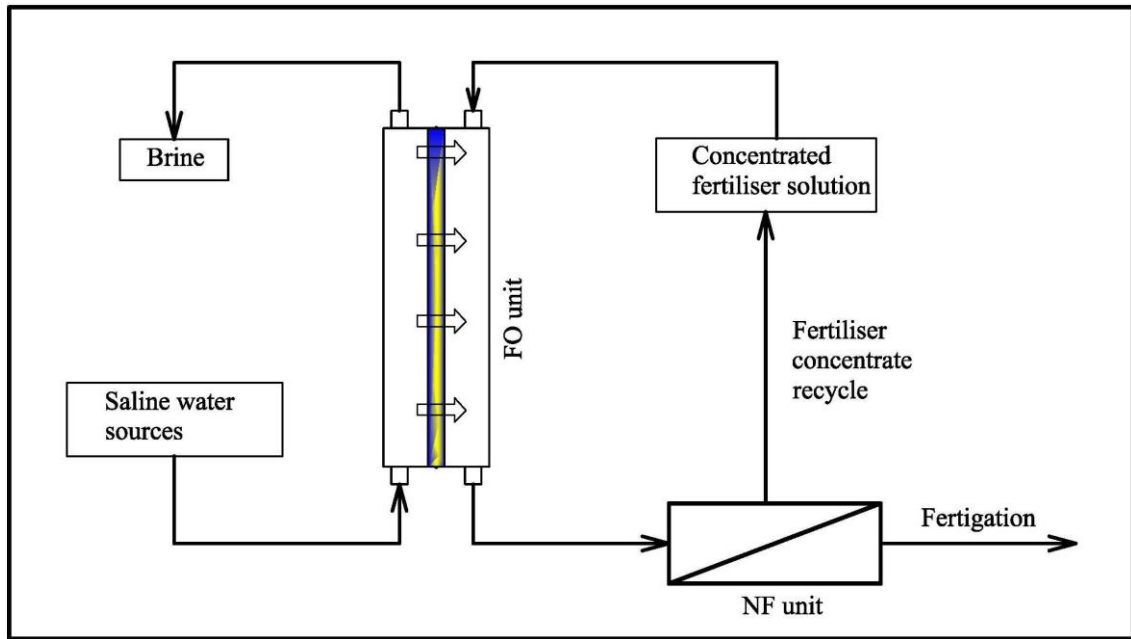 Brine
Concentrated
fertiliser solution
FO unit
Saline water
sources
Fertiliser
concentrate
recycle
Fertigation
NF unit